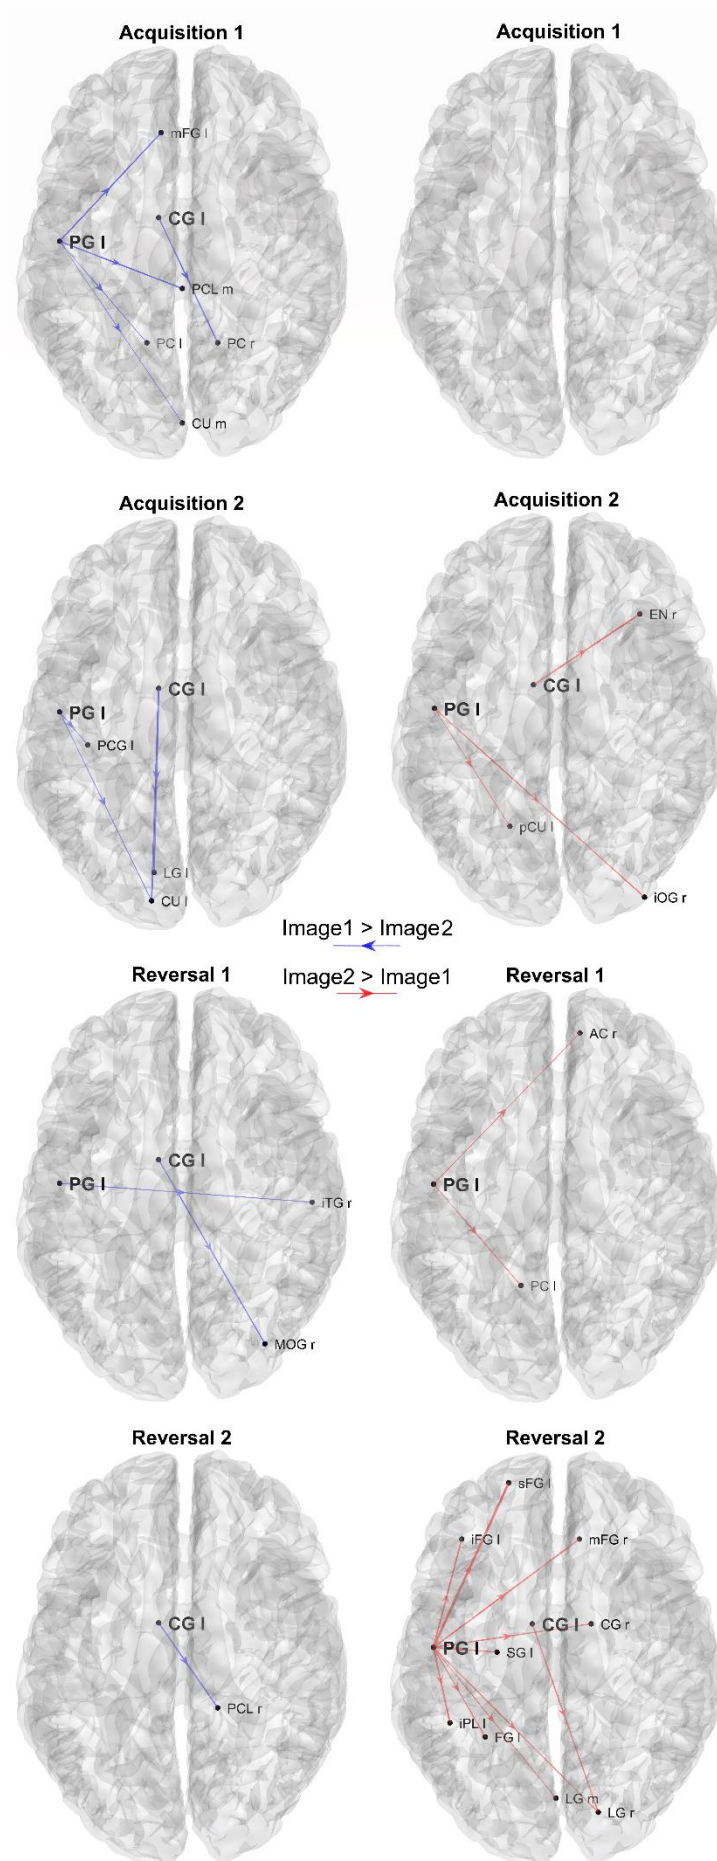 Acquisition 1
mFG l
CG l
PG l
PCL m
PC l
PC r
CU m
Acquisition 1
Acquisition 2
CG l
PG l
PCG l
LG l
CU l
Acquisition 2
EN r
CG l
PG l
pCU l
iOG r
Image1 > Image2
Image2 > Image1
Reversal 1
CG l
PG l
iTG r
MOG r
Reversal 1
AC r
PG l
PC l
Reversal 2
CG l
PCL r
Reversal 2
sFG l
iFG l
mFG r
CG l
CG r
PG l
SG l
iPL l
FG l
LG m
LG r